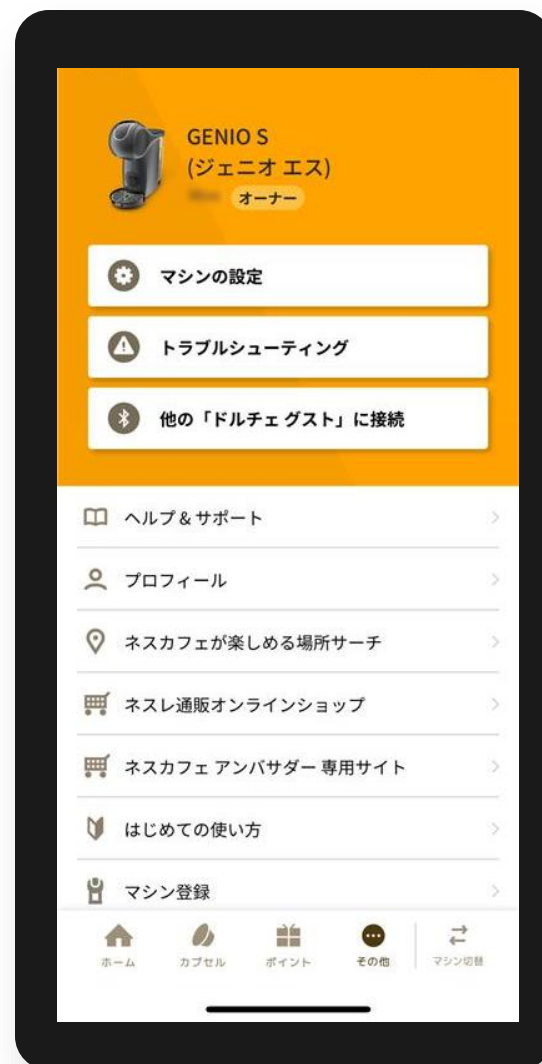 GENIO S
(ジェニオ エス)
オーナー
マシンの設定
トラブルシューティング
他の「ドルチェ グスト」に接続
ヘルプ&サポート
プロフィール
ネスカフェが楽しめる場所サーチ
ネスレ通販オンラインショップ
ネスカフェ アンバサダー 専用サイト
はじめての使い方
マシン登録
ホーム
カプセル
ポイント
その他
マシン切替